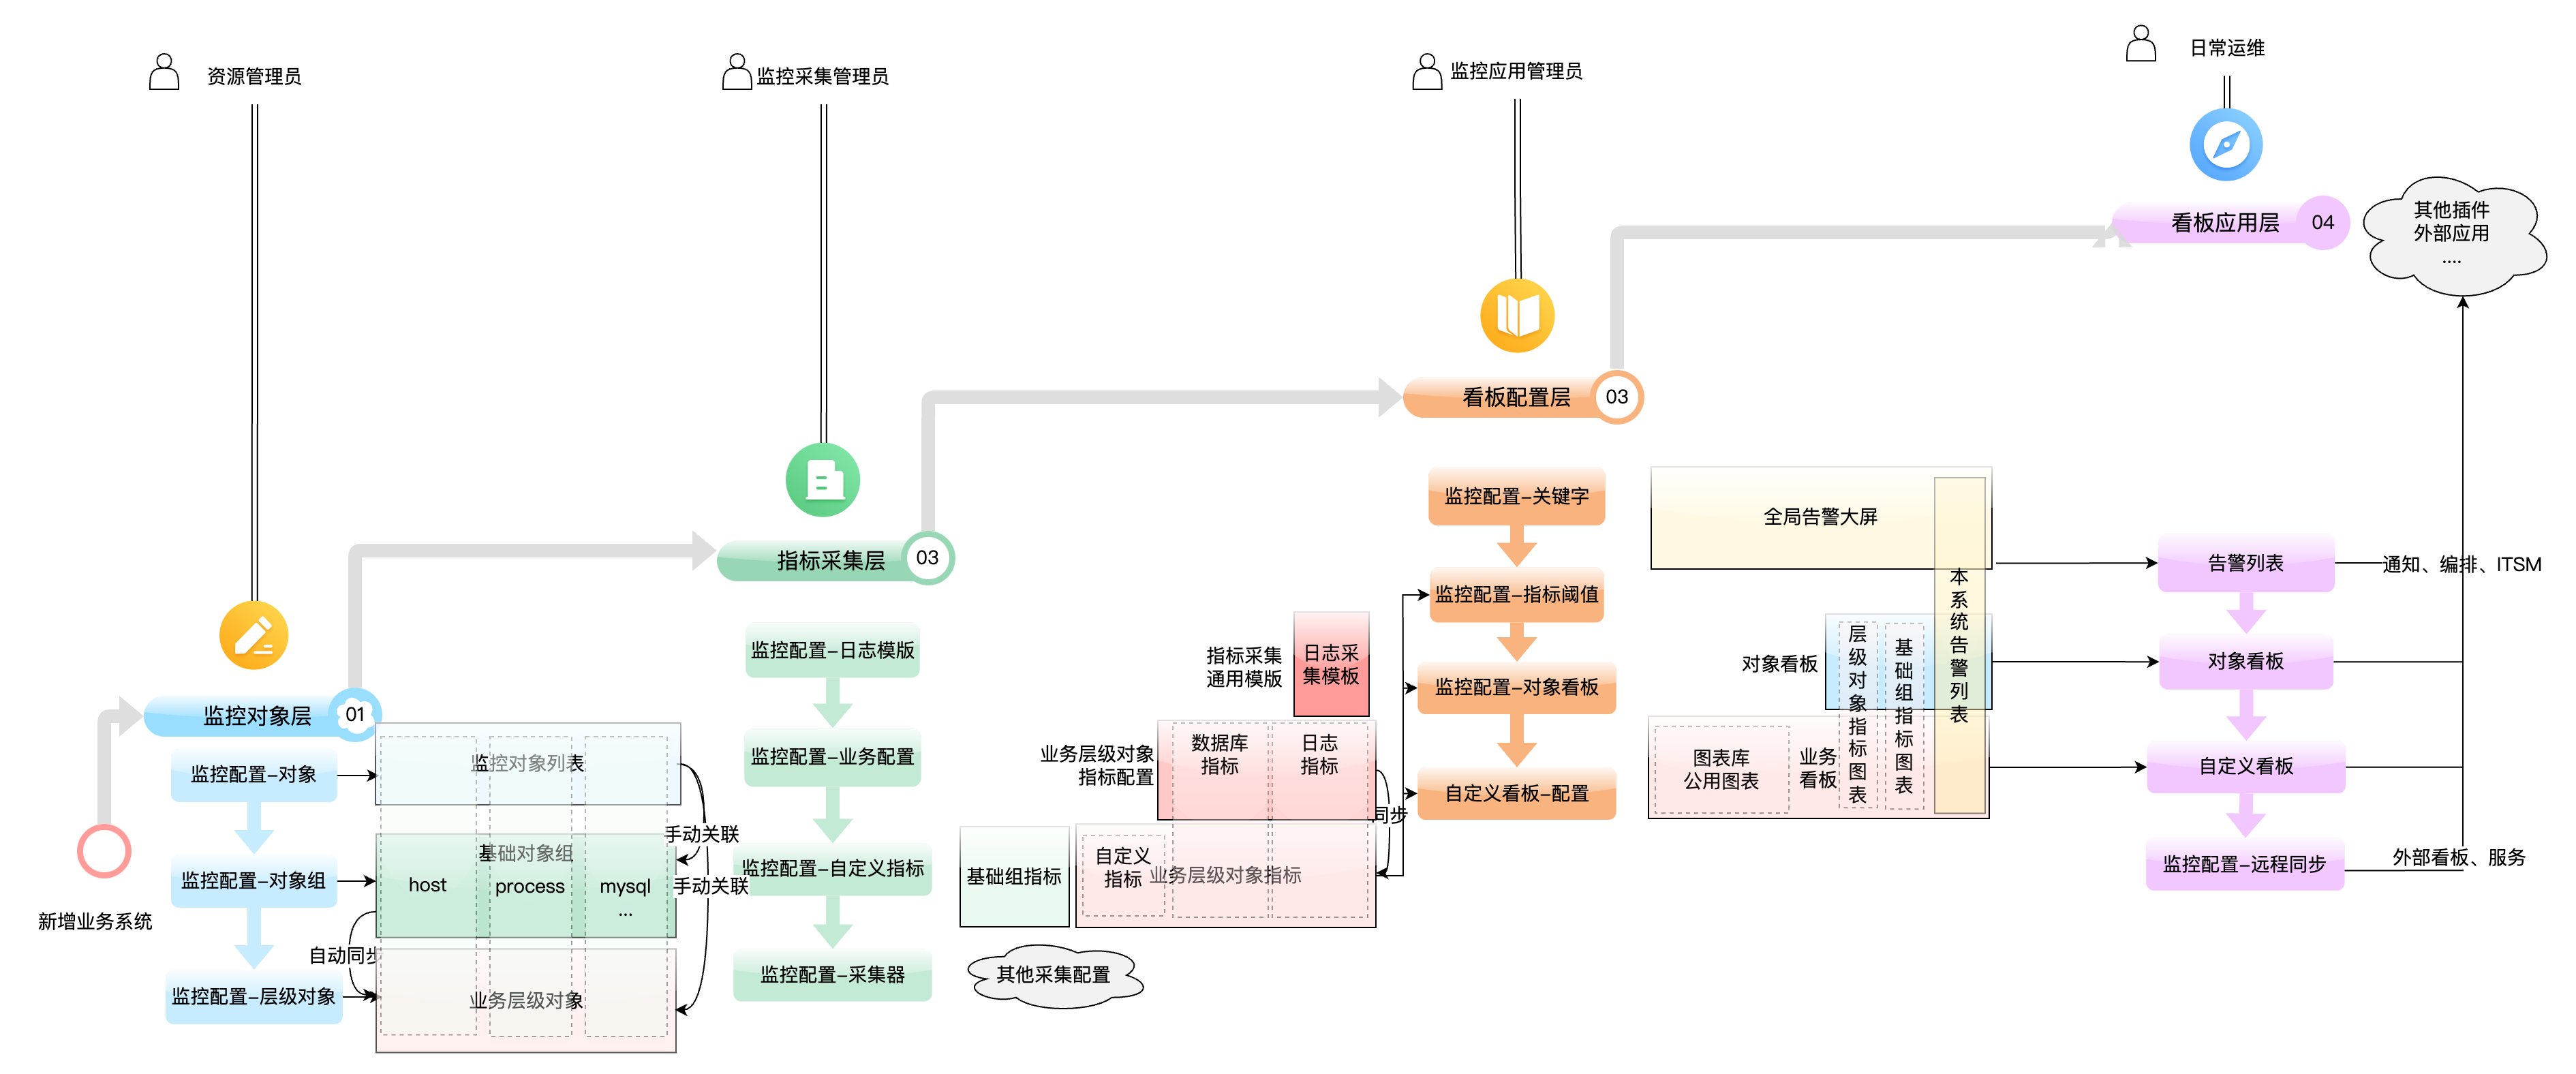 资源管理员
监控采集管理员
监控应用管理员
日常运维
看板应用层
04
其他插件
外部应用
....
看板配置层
03
指标采集层
03
监控对象层
01
新增业务系统
监控配置-对象
监控配置-对象组
自动同步
监控配置-层级对象
监控对象列表
基础对象组
host
process
mysql
...
业务层级对象
手动关联
手动关联
监控配置-日志模版
监控配置-业务配置
监控配置-自定义指标
监控配置-采集器
指标采集
通用模版
日志采
集模板
业务层级对象
指标配置
数据库
指标
日志
指标
同步
基础组指标
自定义
指标
业务层级对象指标
其他采集配置
监控配置-关键字
监控配置-指标阈值
监控配置-对象看板
自定义看板-配置
全局告警大屏
本系统告警列表
对象看板
层级对象指标图表
基础组指标图表
图表库
公用图表
业务
看板
告警列表
对象看板
自定义看板
监控配置-远程同步
通知、编排、ITSM
外部看板、服务